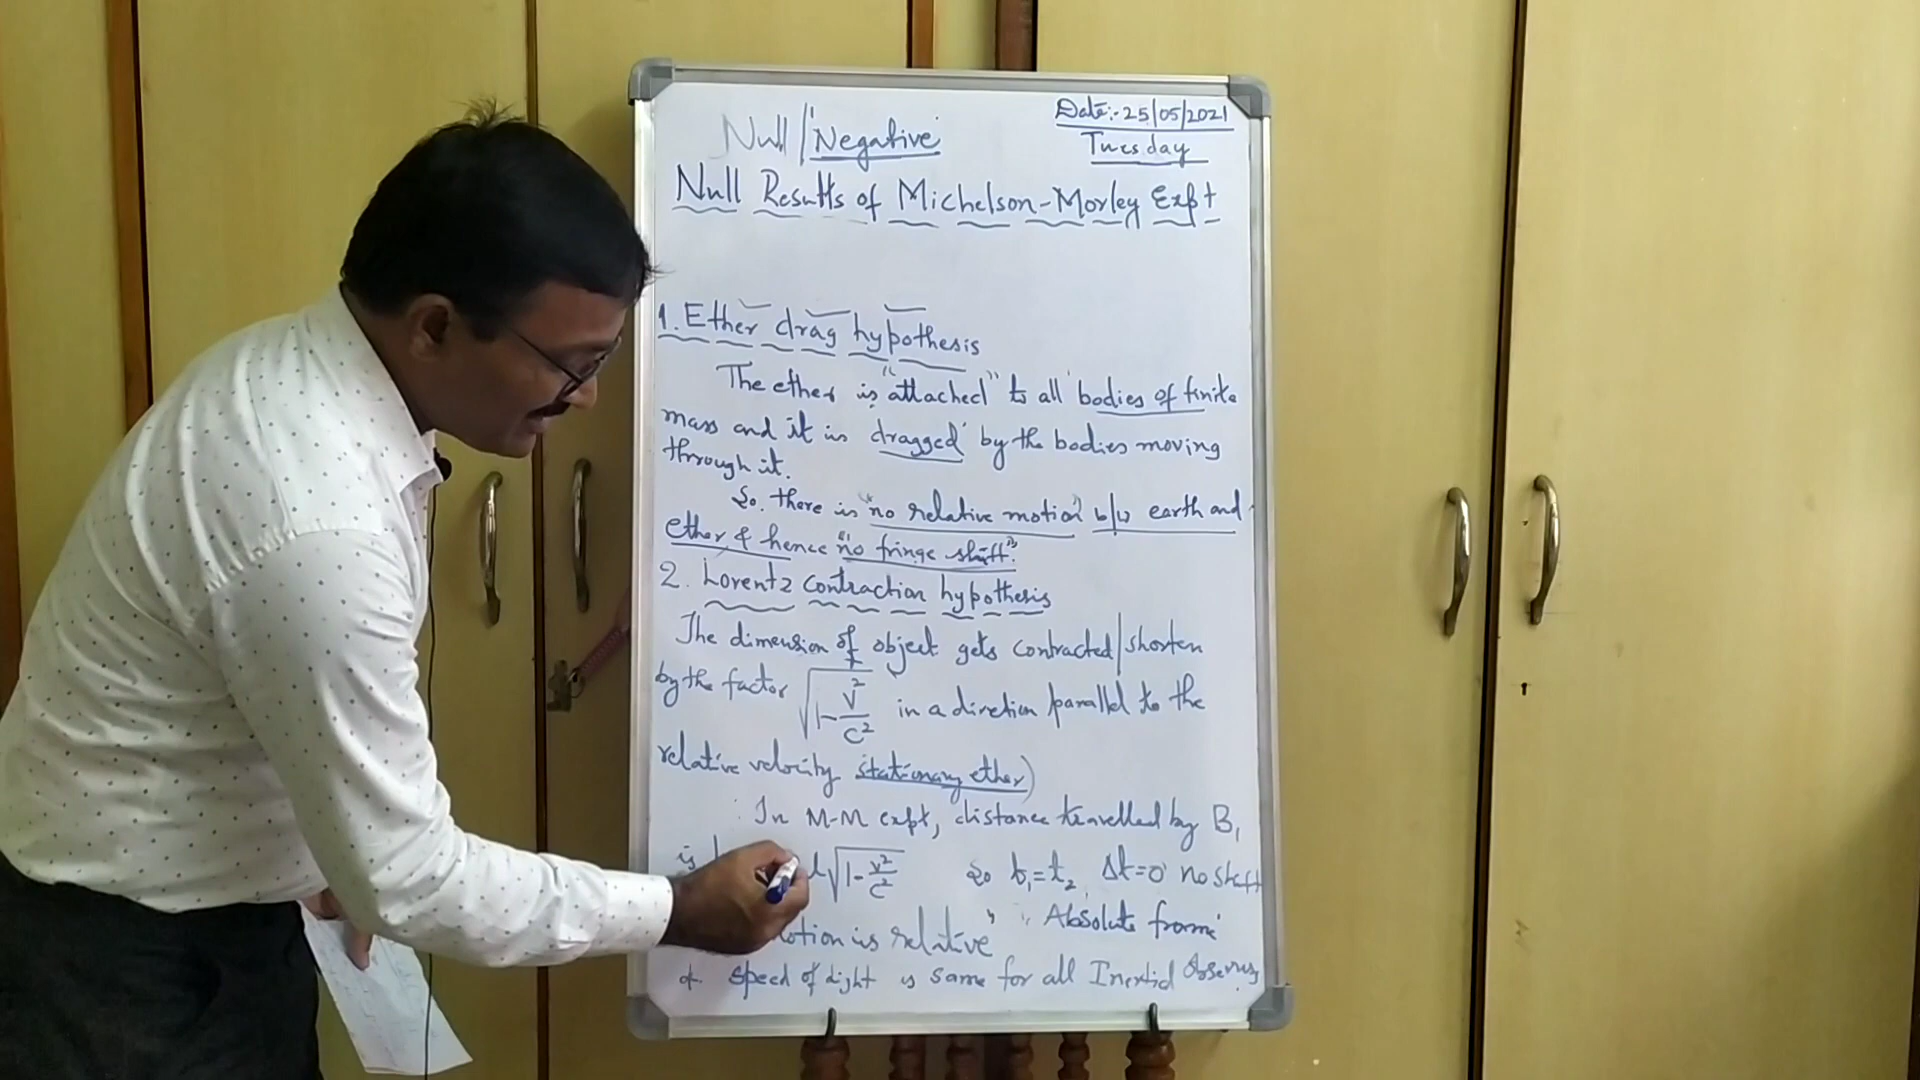 Date:- 25/05/2021
Tuesday
Null / Negative
Null Results of Michelson-Morley Expt
1. Ether drag hypothesis
The ether is "attached" to all bodies of finite
mass and it is dragged by the bodies moving
through it.
So. there is "no relative motion b/w earth and
ether & hence "no fringe shift".
2. Lorentz contraction hypothesis
The dimension of object gets contracted/shorten
by the factor √1-v²/c² in a direction parallel to the
relative velocity stationary ether)
In M-M expt, distance travelled by B₁
is l√1-v²/c² So t₁=t₂ Δt=0 no shift
motion is relative" "Absolute frame"
* speed of light is same for all Inertial Observers